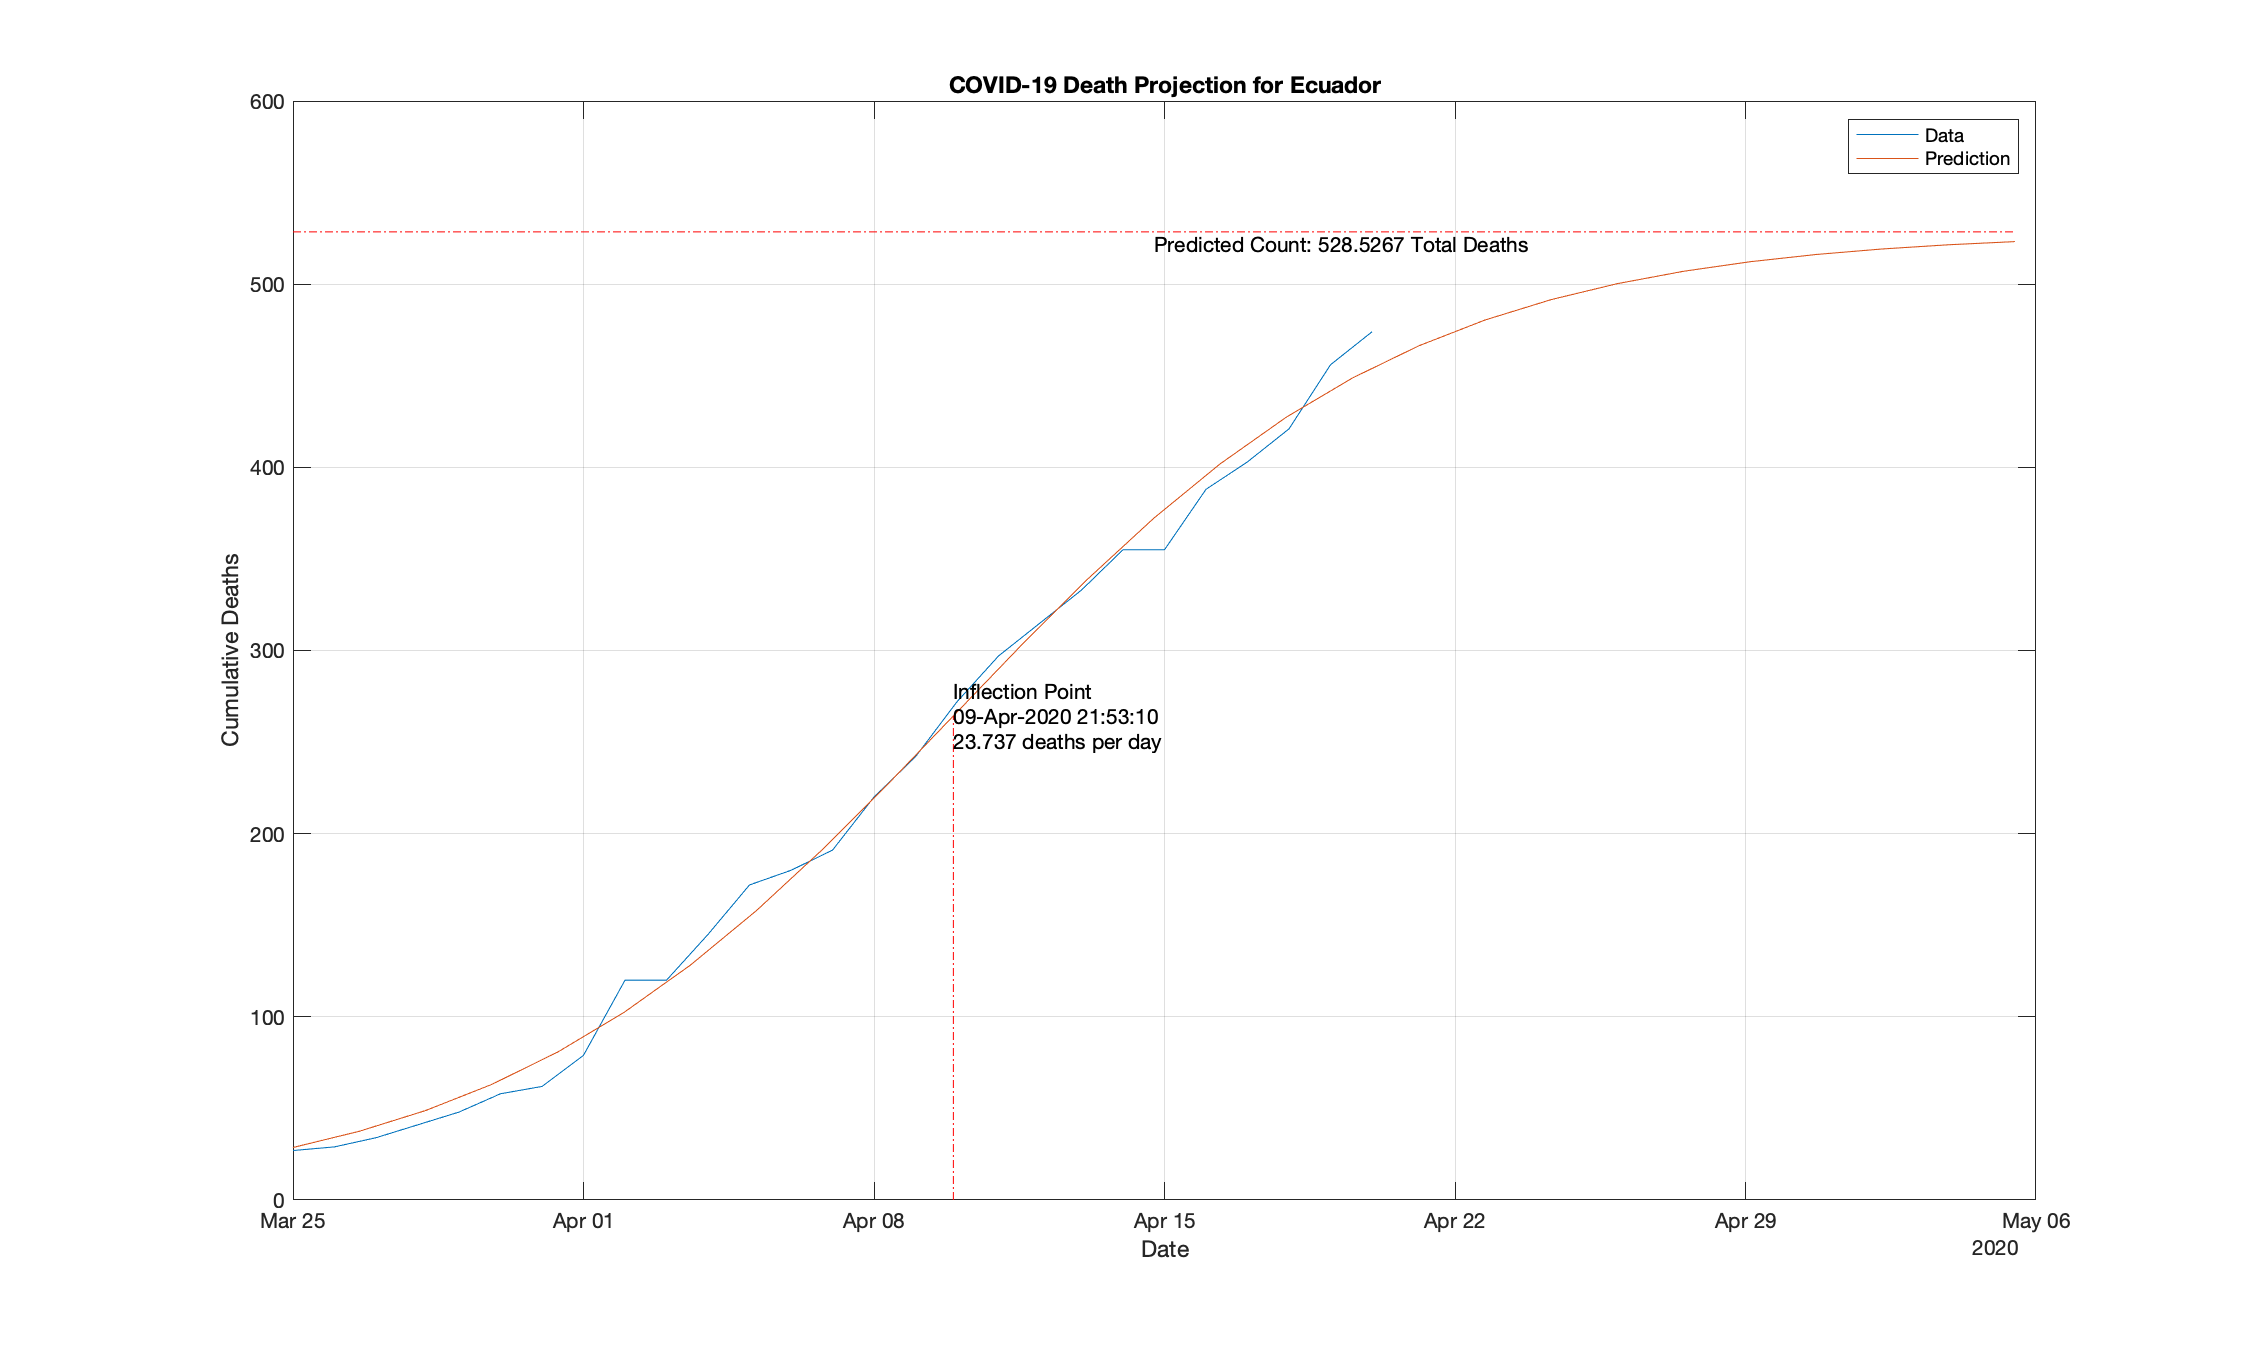 COVID-19 Death Projection for Ecuador
600
500
400
300
200
100
0
Cumulative Deaths
Data
Prediction
Predicted Count: 528.5267 Total Deaths
Inflection Point
09-Apr-2020 21:53:10
23.737 deaths per day
Mar 25
Apr 01
Apr 08
Apr 15
Apr 22
Apr 29
May 06
Date
2020